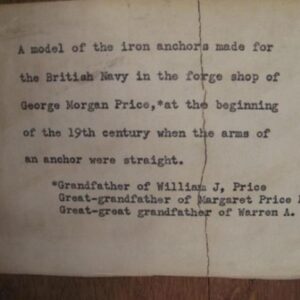 A model of the iron anchors made for
the British Navy in the forge shop of
George Morgan Price,*at the beginning
of the 19th century when the arms of
an anchor were straight.
*Grandfather of William J, Price
Great-grandfather of Margaret Price
Great-great grandfather of Warren A.